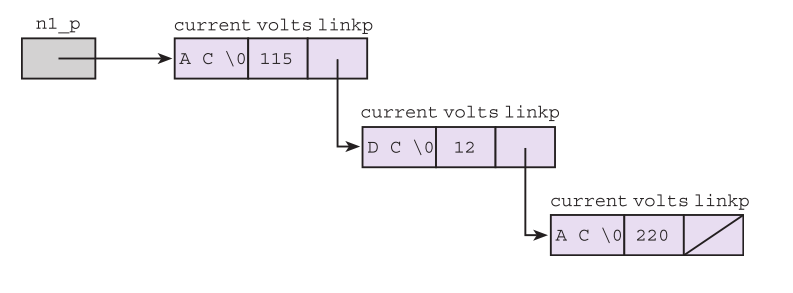 n1_p
current volts linkp
A C \0 115
current volts linkp
D C \0 12
current volts linkp
A C \0 220